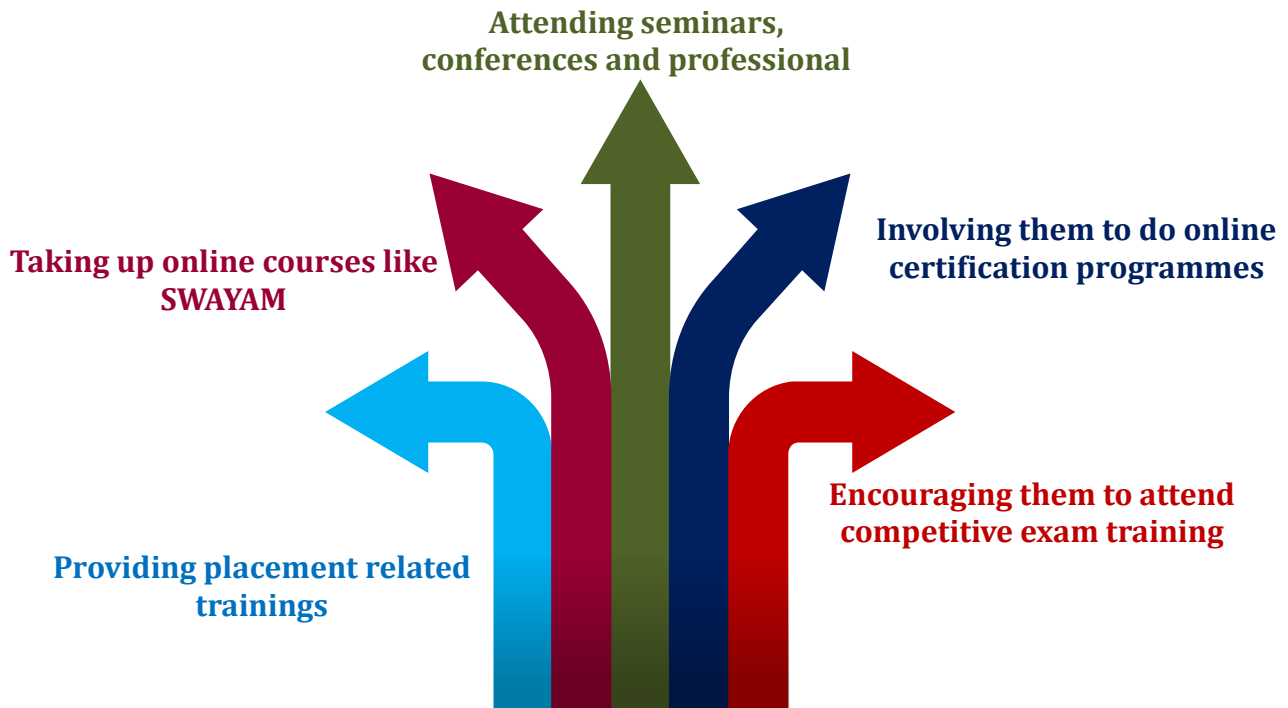 Attending seminars,
conferences and professional
Taking up online courses like
SWAYAM
Involving them to do online
certification programmes
Providing placement related
trainings
Encouraging them to attend
competitive exam training